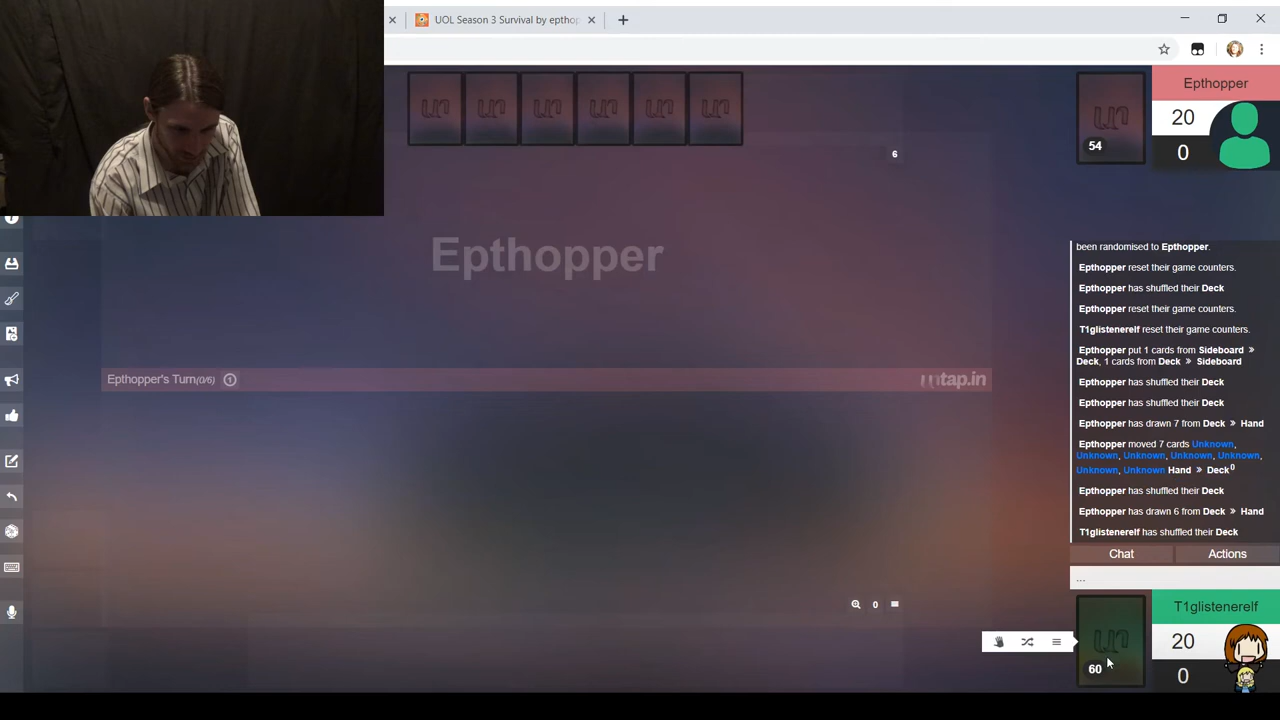 UOL Season 3 Survival by epthop
Epthopper
20
54
0
6
Epthopper
been randomised to Epthopper.
Epthopper reset their game counters.
Epthopper has shuffled their Deck
Epthopper reset their game counters.
T1glistenerelf reset their game counters.
Epthopper put 1 cards from Sideboard »
Deck, 1 cards from Deck » Sideboard
Epthopper has shuffled their Deck
Epthopper has shuffled their Deck
Epthopper has drawn 7 from Deck » Hand
Epthopper moved 7 cards Unknown,
Unknown, Unknown, Unknown, Unknown,
Unknown, Unknown Hand » Deck0
Epthopper has shuffled their Deck
Epthopper has drawn 6 from Deck » Hand
T1glistenerelf has shuffled their Deck
Epthopper's Turn(0/6) 1
untap.in
Chat Actions
...
0
T1glistenerelf
20
60
0